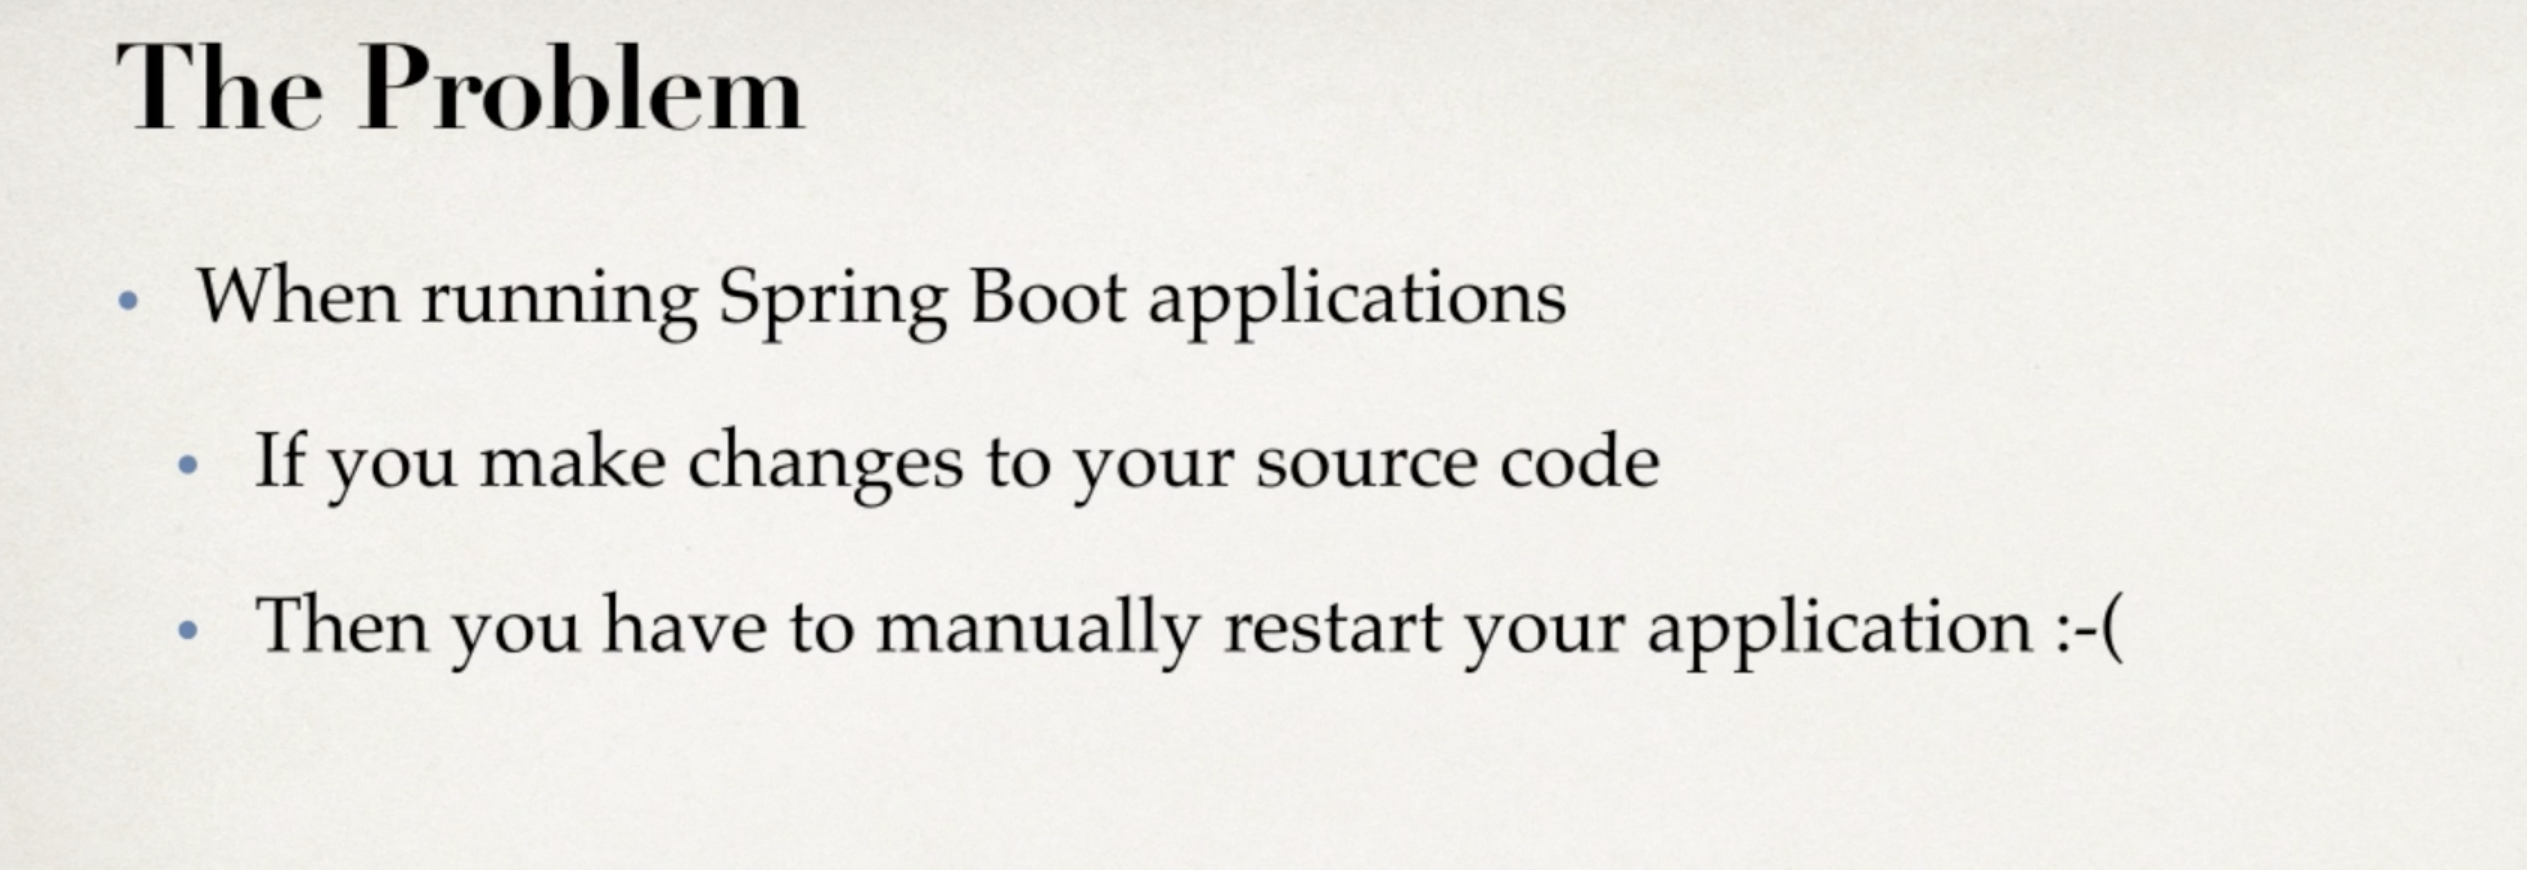 The Problem
• When running Spring Boot applications
• If you make changes to your source code
• Then you have to manually restart your application :-(